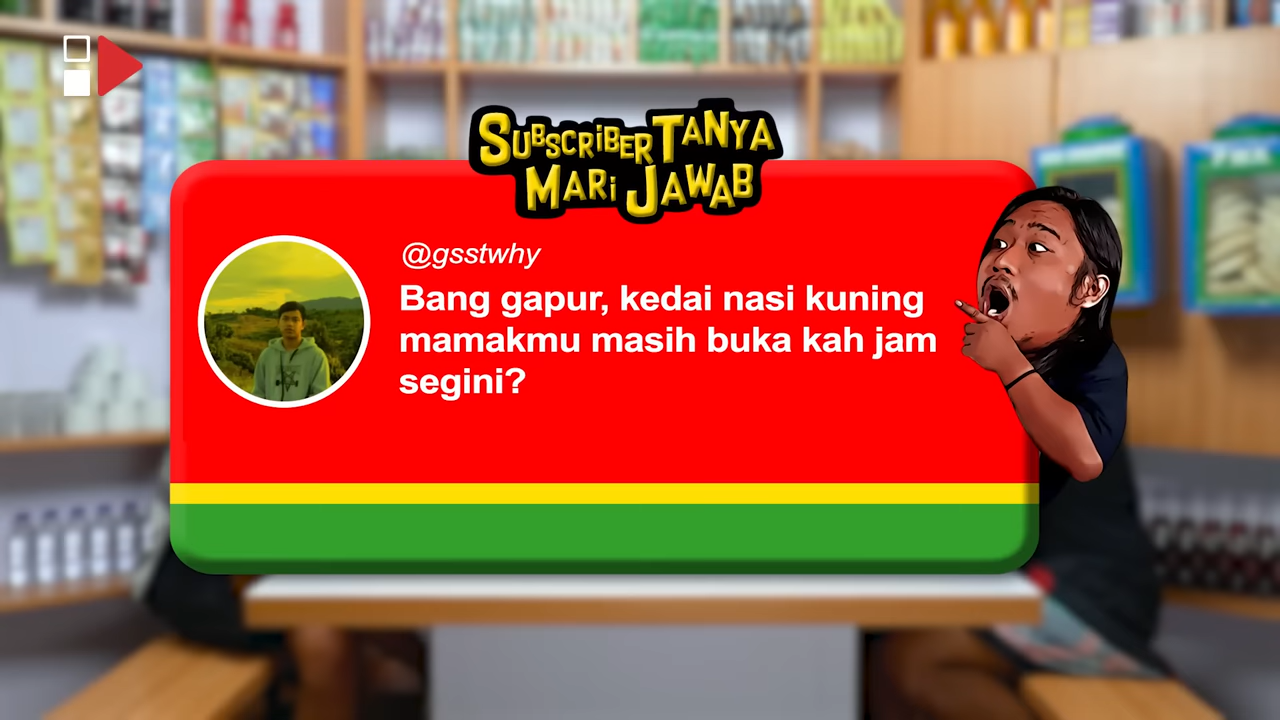 SUBSCRIBER TANYA
MARi JAWAB
@gsstwhy
Bang gapur, kedai nasi kuning
mamakmu masih buka kah jam
segini?